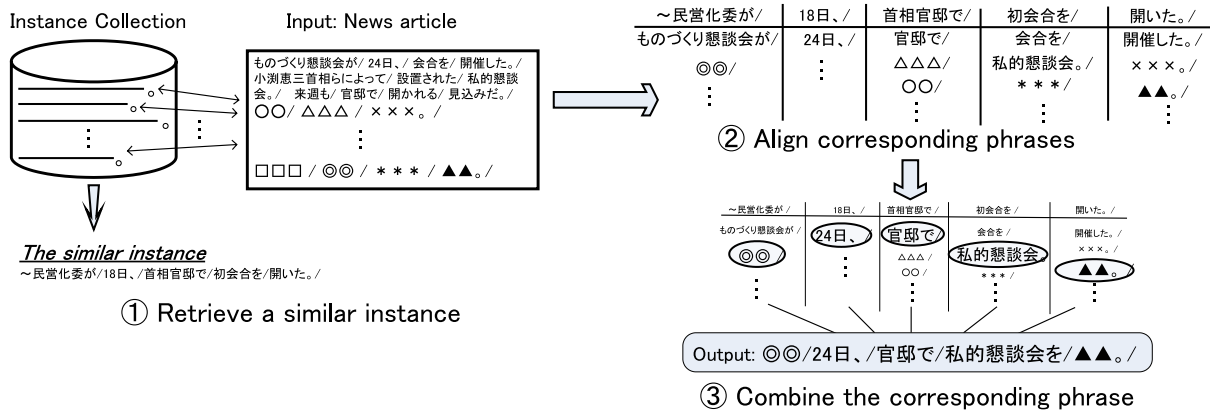 Instance Collection
Input: News article
ものづくり懇談会が/ 24日、/ 会合を/ 開催した。/
小渕恵三首相らによって/ 設置された/ 私的懇談
会。/ 来週も/ 官邸で/ 開かれる/ 見込みだ。/
○○/ △△△ / ×××。/
□□□ / ◎◎ / *** / ▲▲。/
The similar instance
～民営化委が/18日、/首相官邸で/初会合を/開いた。/
① Retrieve a similar instance
～民営化委が/ 18日、/ 首相官邸で/ 初会合を/ 開いた。/
ものづくり懇談会が/ 24日、/ 官邸で/ 会合を/ 開催した。/
◎◎/ △△△/ 私的懇談会。/ ×××。/
○○/ ***/ ▲▲。/
② Align corresponding phrases
～民営化委が/ 18日、/ 首相官邸で/ 初会合を/ 開いた。/
ものづくり懇談会が/ 24日、/ 官邸で/ 会合を/ 開催した。/
◎◎/ △△△/ 私的懇談会。 ×××。/
○○/ ***/ ▲▲。/
Output: ◎◎/24日、/官邸で/私的懇談会を/▲▲。/
③ Combine the corresponding phrase